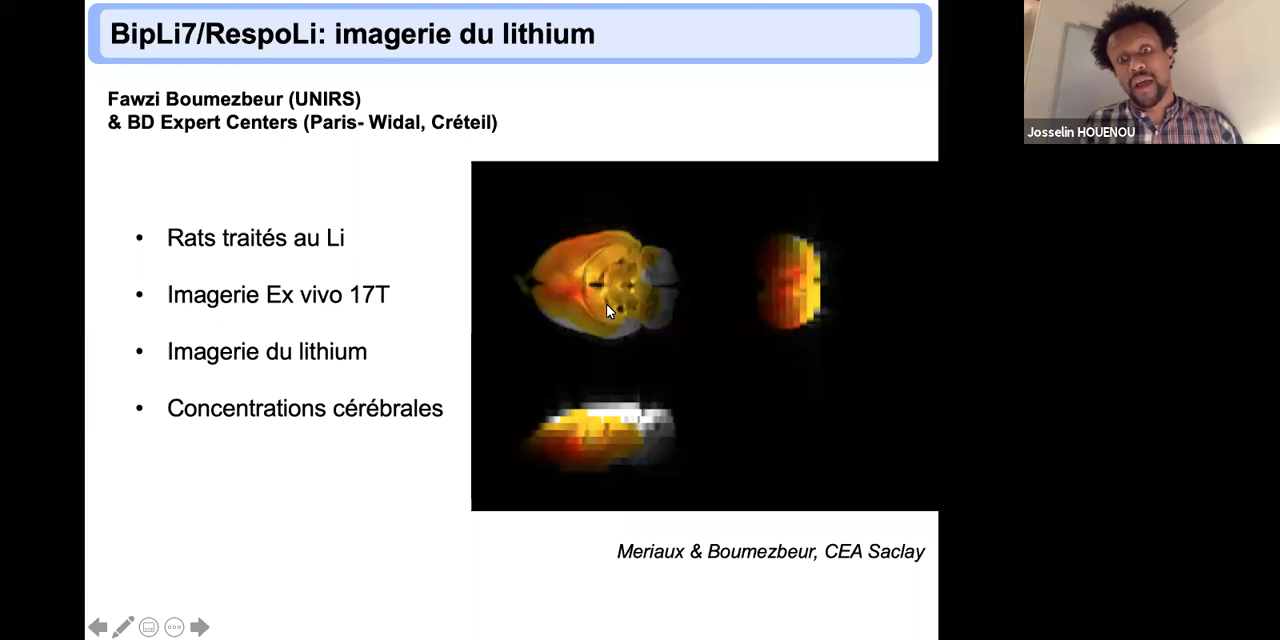 BipLi7/RespoLi: imagerie du lithium
Fawzi Boumezbeur (UNIRS)
& BD Expert Centers (Paris- Widal, Créteil)
• Rats traités au Li
• Imagerie Ex vivo 17T
• Imagerie du lithium
• Concentrations cérébrales
Meriaux & Boumezbeur, CEA Saclay
Josselin HOUENOU